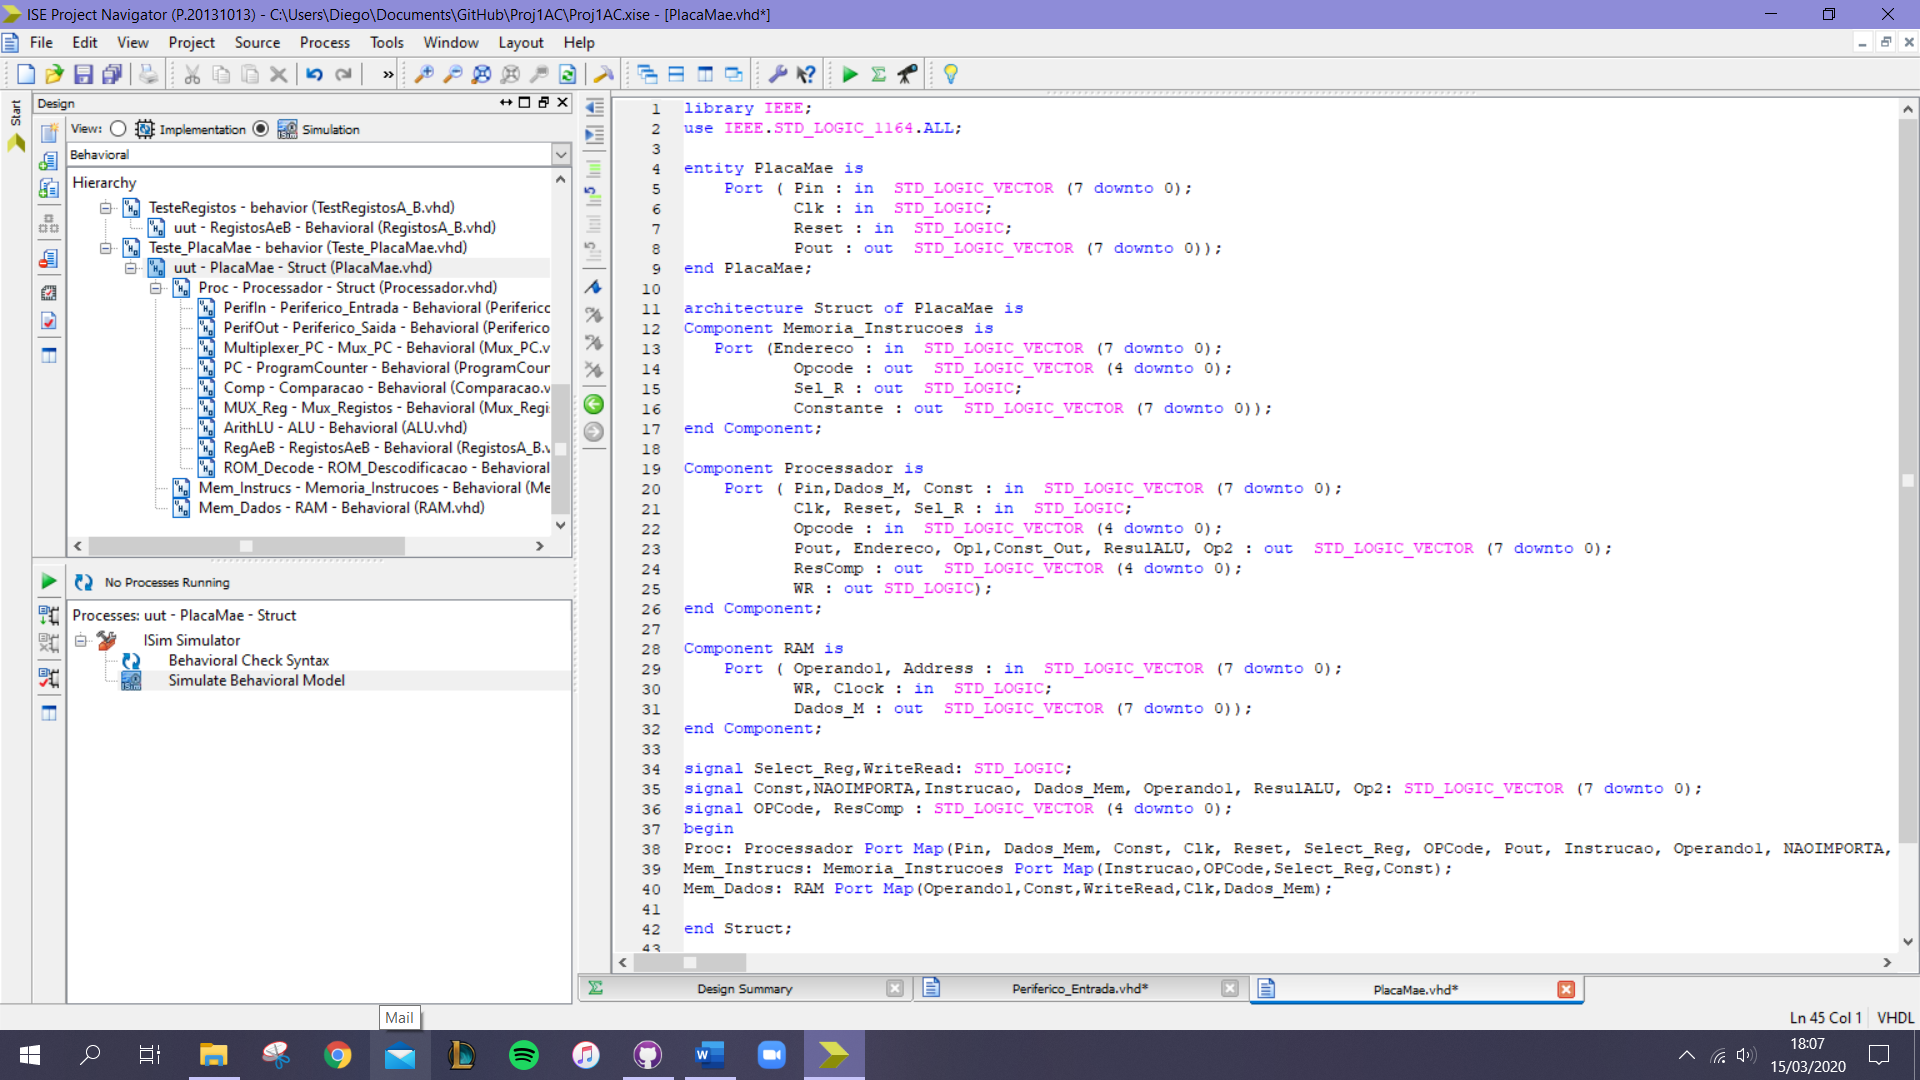 ISE Project Navigator (P.20131013) - C:\Users\Diego\Documents\GitHub\Proj1AC\Proj1AC.xise - [PlacaMae.vhd*]
File Edit View Project Source Process Tools Window Layout Help
Start
Design
View: Implementation Simulation
Behavioral
Hierarchy
TesteRegistos - behavior (TestRegistosA_B.vhd)
uut - RegistosAeB - Behavioral (RegistosA_B.vhd)
Teste_PlacaMae - behavior (Teste_PlacaMae.vhd)
uut - PlacaMae - Struct (PlacaMae.vhd)
Proc - Processador - Struct (Processador.vhd)
PerifIn - Periferico_Entrada - Behavioral (Periferico
PerifOut - Periferico_Saida - Behavioral (Periferico
Multiplexer_PC - Mux_PC - Behavioral (Mux_PC.v
PC - ProgramCounter - Behavioral (ProgramCoun
Comp - Comparacao - Behavioral (Comparacao.v
MUX_Reg - Mux_Registos - Behavioral (Mux_Regi
ArithLU - ALU - Behavioral (ALU.vhd)
RegAeB - RegistosAeB - Behavioral (RegistosA_B.v
ROM_Decode - ROM_Descodificacao - Behavioral
Mem_Instrucs - Memoria_Instrucoes - Behavioral (Me
Mem_Dados - RAM - Behavioral (RAM.vhd)
No Processes Running
Processes: uut - PlacaMae - Struct
ISim Simulator
Behavioral Check Syntax
Simulate Behavioral Model
1 library IEEE;
2 use IEEE.STD_LOGIC_1164.ALL;
3
4 entity PlacaMae is
5 Port ( Pin : in STD_LOGIC_VECTOR (7 downto 0);
6 Clk : in STD_LOGIC;
7 Reset : in STD_LOGIC;
8 Pout : out STD_LOGIC_VECTOR (7 downto 0));
9 end PlacaMae;
10
11 architecture Struct of PlacaMae is
12 Component Memoria_Instrucoes is
13 Port (Endereco : in STD_LOGIC_VECTOR (7 downto 0);
14 Opcode : out STD_LOGIC_VECTOR (4 downto 0);
15 Sel_R : out STD_LOGIC;
16 Constante : out STD_LOGIC_VECTOR (7 downto 0));
17 end Component;
18
19 Component Processador is
20 Port ( Pin,Dados_M, Const : in STD_LOGIC_VECTOR (7 downto 0);
21 Clk, Reset, Sel_R : in STD_LOGIC;
22 Opcode : in STD_LOGIC_VECTOR (4 downto 0);
23 Pout, Endereco, Op1,Const_Out, ResulALU, Op2 : out STD_LOGIC_VECTOR (7 downto 0);
24 ResComp : out STD_LOGIC_VECTOR (4 downto 0);
25 WR : out STD_LOGIC);
26 end Component;
27
28 Component RAM is
29 Port ( Operando1, Address : in STD_LOGIC_VECTOR (7 downto 0);
30 WR, Clock : in STD_LOGIC;
31 Dados_M : out STD_LOGIC_VECTOR (7 downto 0));
32 end Component;
33
34 signal Select_Reg,WriteRead: STD_LOGIC;
35 signal Const,NAOIMPORTA,Instrucao, Dados_Mem, Operando1, ResulALU, Op2: STD_LOGIC_VECTOR (7 downto 0);
36 signal OPCode, ResComp : STD_LOGIC_VECTOR (4 downto 0);
37 begin
38 Proc: Processador Port Map(Pin, Dados_Mem, Const, Clk, Reset, Select_Reg, OPCode, Pout, Instrucao, Operando1, NAOIMPORTA,
39 Mem_Instrucs: Memoria_Instrucoes Port Map(Instrucao,OPCode,Select_Reg,Const);
40 Mem_Dados: RAM Port Map(Operando1,Const,WriteRead,Clk,Dados_Mem);
41
42 end Struct;
43
Design Summary Periferico_Entrada.vhd* PlacaMae.vhd*
Mail
Ln 45 Col 1 VHDL
18:07
15/03/2020